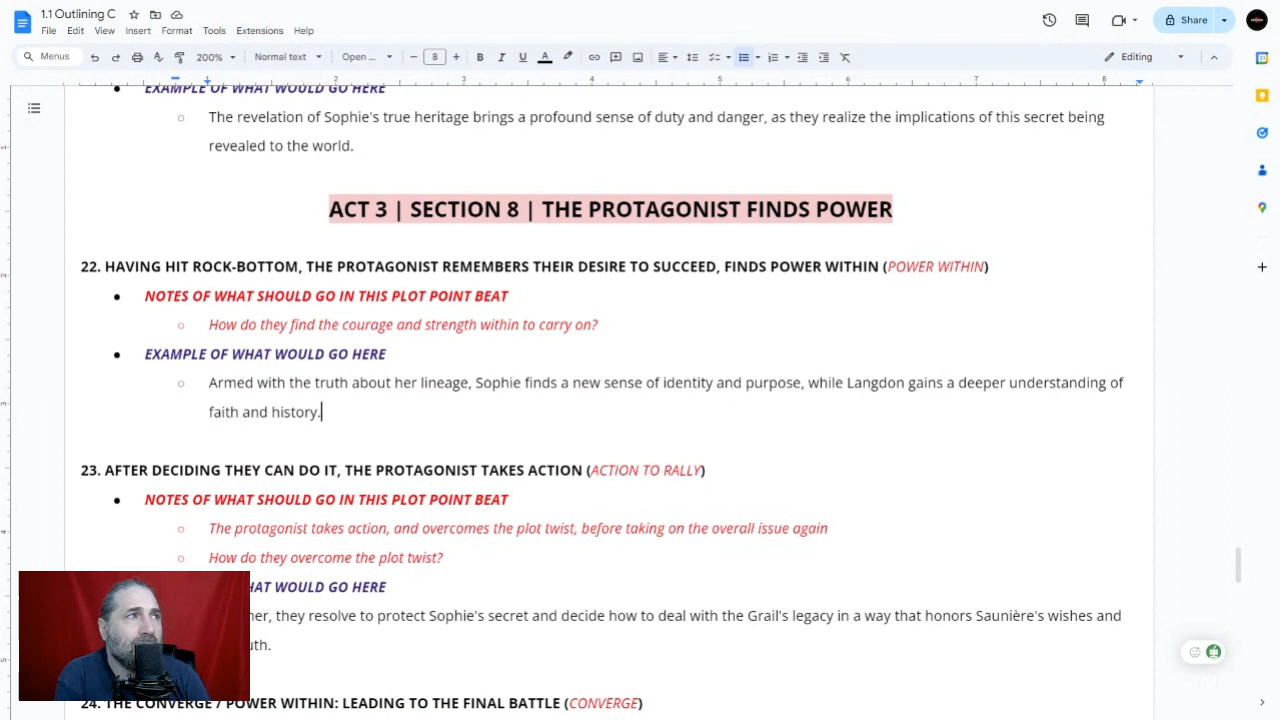 1.1 Outlining C
File Edit View Insert Format Tools Extensions Help
Share
Menus 200% Normal text Open ... 8 B I U A Editing
2 3 4 5 6 7 8
EXAMPLE OF WHAT WOULD GO HERE
The revelation of Sophie's true heritage brings a profound sense of duty and danger, as they realize the implications of this secret being
revealed to the world.
ACT 3 | SECTION 8 | THE PROTAGONIST FINDS POWER
22. HAVING HIT ROCK-BOTTOM, THE PROTAGONIST REMEMBERS THEIR DESIRE TO SUCCEED, FINDS POWER WITHIN (POWER WITHIN)
NOTES OF WHAT SHOULD GO IN THIS PLOT POINT BEAT
How do they find the courage and strength within to carry on?
EXAMPLE OF WHAT WOULD GO HERE
Armed with the truth about her lineage, Sophie finds a new sense of identity and purpose, while Langdon gains a deeper understanding of
faith and history.
23. AFTER DECIDING THEY CAN DO IT, THE PROTAGONIST TAKES ACTION (ACTION TO RALLY)
NOTES OF WHAT SHOULD GO IN THIS PLOT POINT BEAT
The protagonist takes action, and overcomes the plot twist, before taking on the overall issue again
How do they overcome the plot twist?
WHAT WOULD GO HERE
they resolve to protect Sophie's secret and decide how to deal with the Grail's legacy in a way that honors Saunière's wishes and
24. THE CONVERGE / POWER WITHIN: LEADING TO THE FINAL BATTLE (CONVERGE)